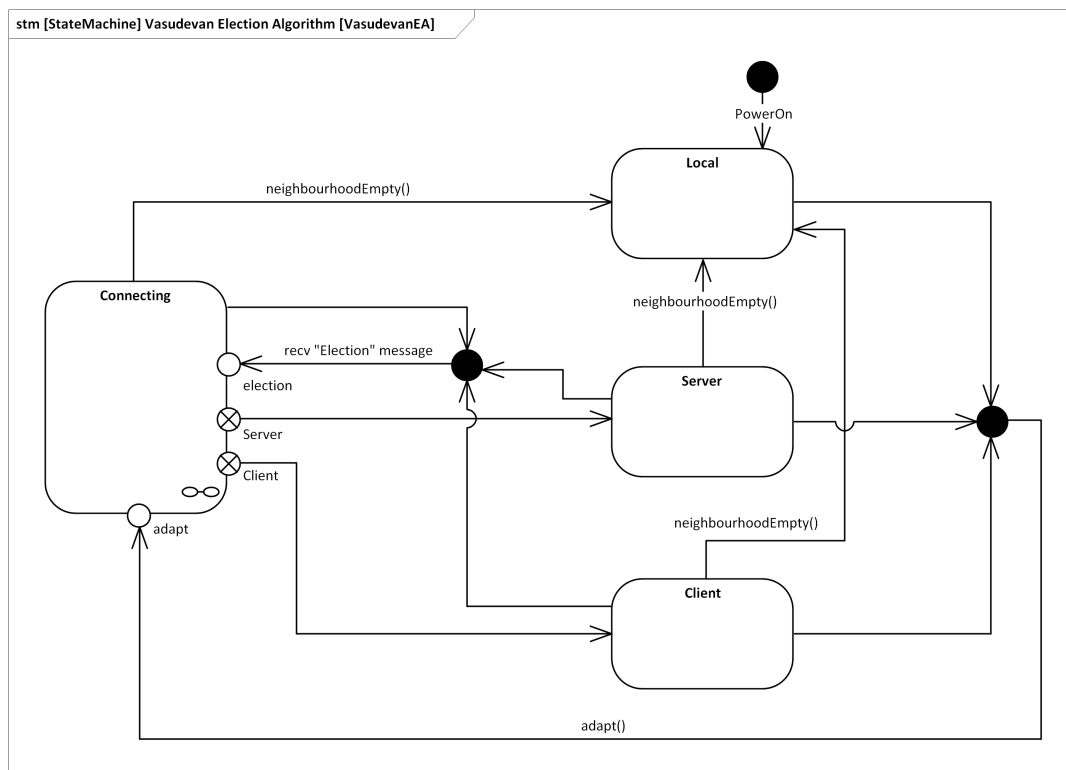 stm [StateMachine] Vasudevan Election Algorithm [VasudevanEA]
PowerOn
Local
neighbourhoodEmpty()
Connecting
neighbourhoodEmpty()
recv "Election" message
election
Server
Server
Client
adapt
neighbourhoodEmpty()
Client
adapt()